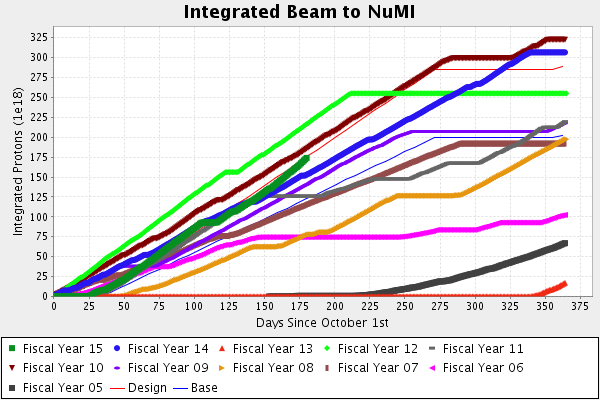 Integrated Beam to NuMI
Integrated Protons (1e18)
325
300
275
250
225
200
175
150
125
100
75
50
25
0
0 25 50 75 100 125 150 175 200 225 250 275 300 325 350 375
Days Since October 1st
Fiscal Year 15 Fiscal Year 14 Fiscal Year 13 Fiscal Year 12 Fiscal Year 11
Fiscal Year 10 Fiscal Year 09 Fiscal Year 08 Fiscal Year 07 Fiscal Year 06
Fiscal Year 05 Design Base